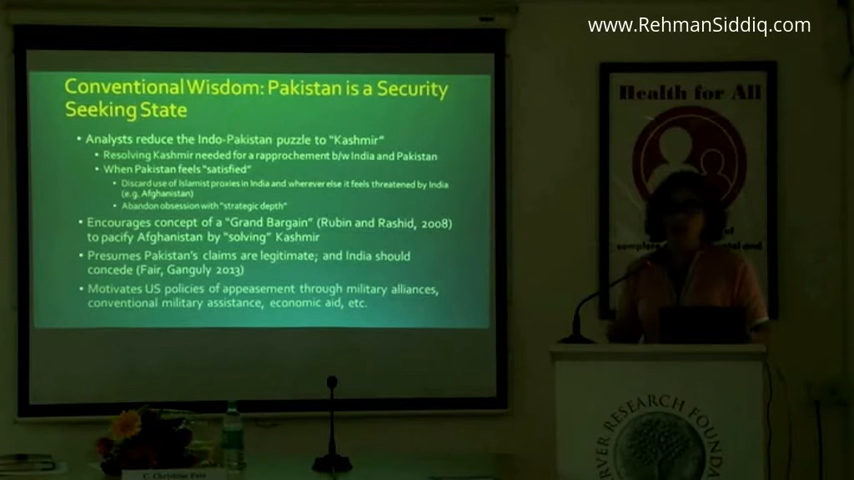 www.RehmanSiddiq.com
Conventional Wisdom: Pakistan is a Security
Seeking State
• Analysts reduce the Indo-Pakistan puzzle to "Kashmir"
• Resolving Kashmir needed for a rapprochement b/w India and Pakistan
• When Pakistan feels "satisfied"
• Discard use of Islamist proxies in India and wherever else it feels threatened by India
(e.g. Afghanistan)
• Abandon obsession with "strategic depth"
• Encourages concept of a "Grand Bargain" (Rubin and Rashid, 2008)
to pacify Afghanistan by "solving" Kashmir
• Presumes Pakistan's claims are legitimate; and India should
concede (Fair, Ganguly 2013)
• Motivates US policies of appeasement through military alliances,
conventional military assistance, economic aid, etc.
Health for All
of
and
RVER RESEARCH FOUNDA
C. Christine Fair